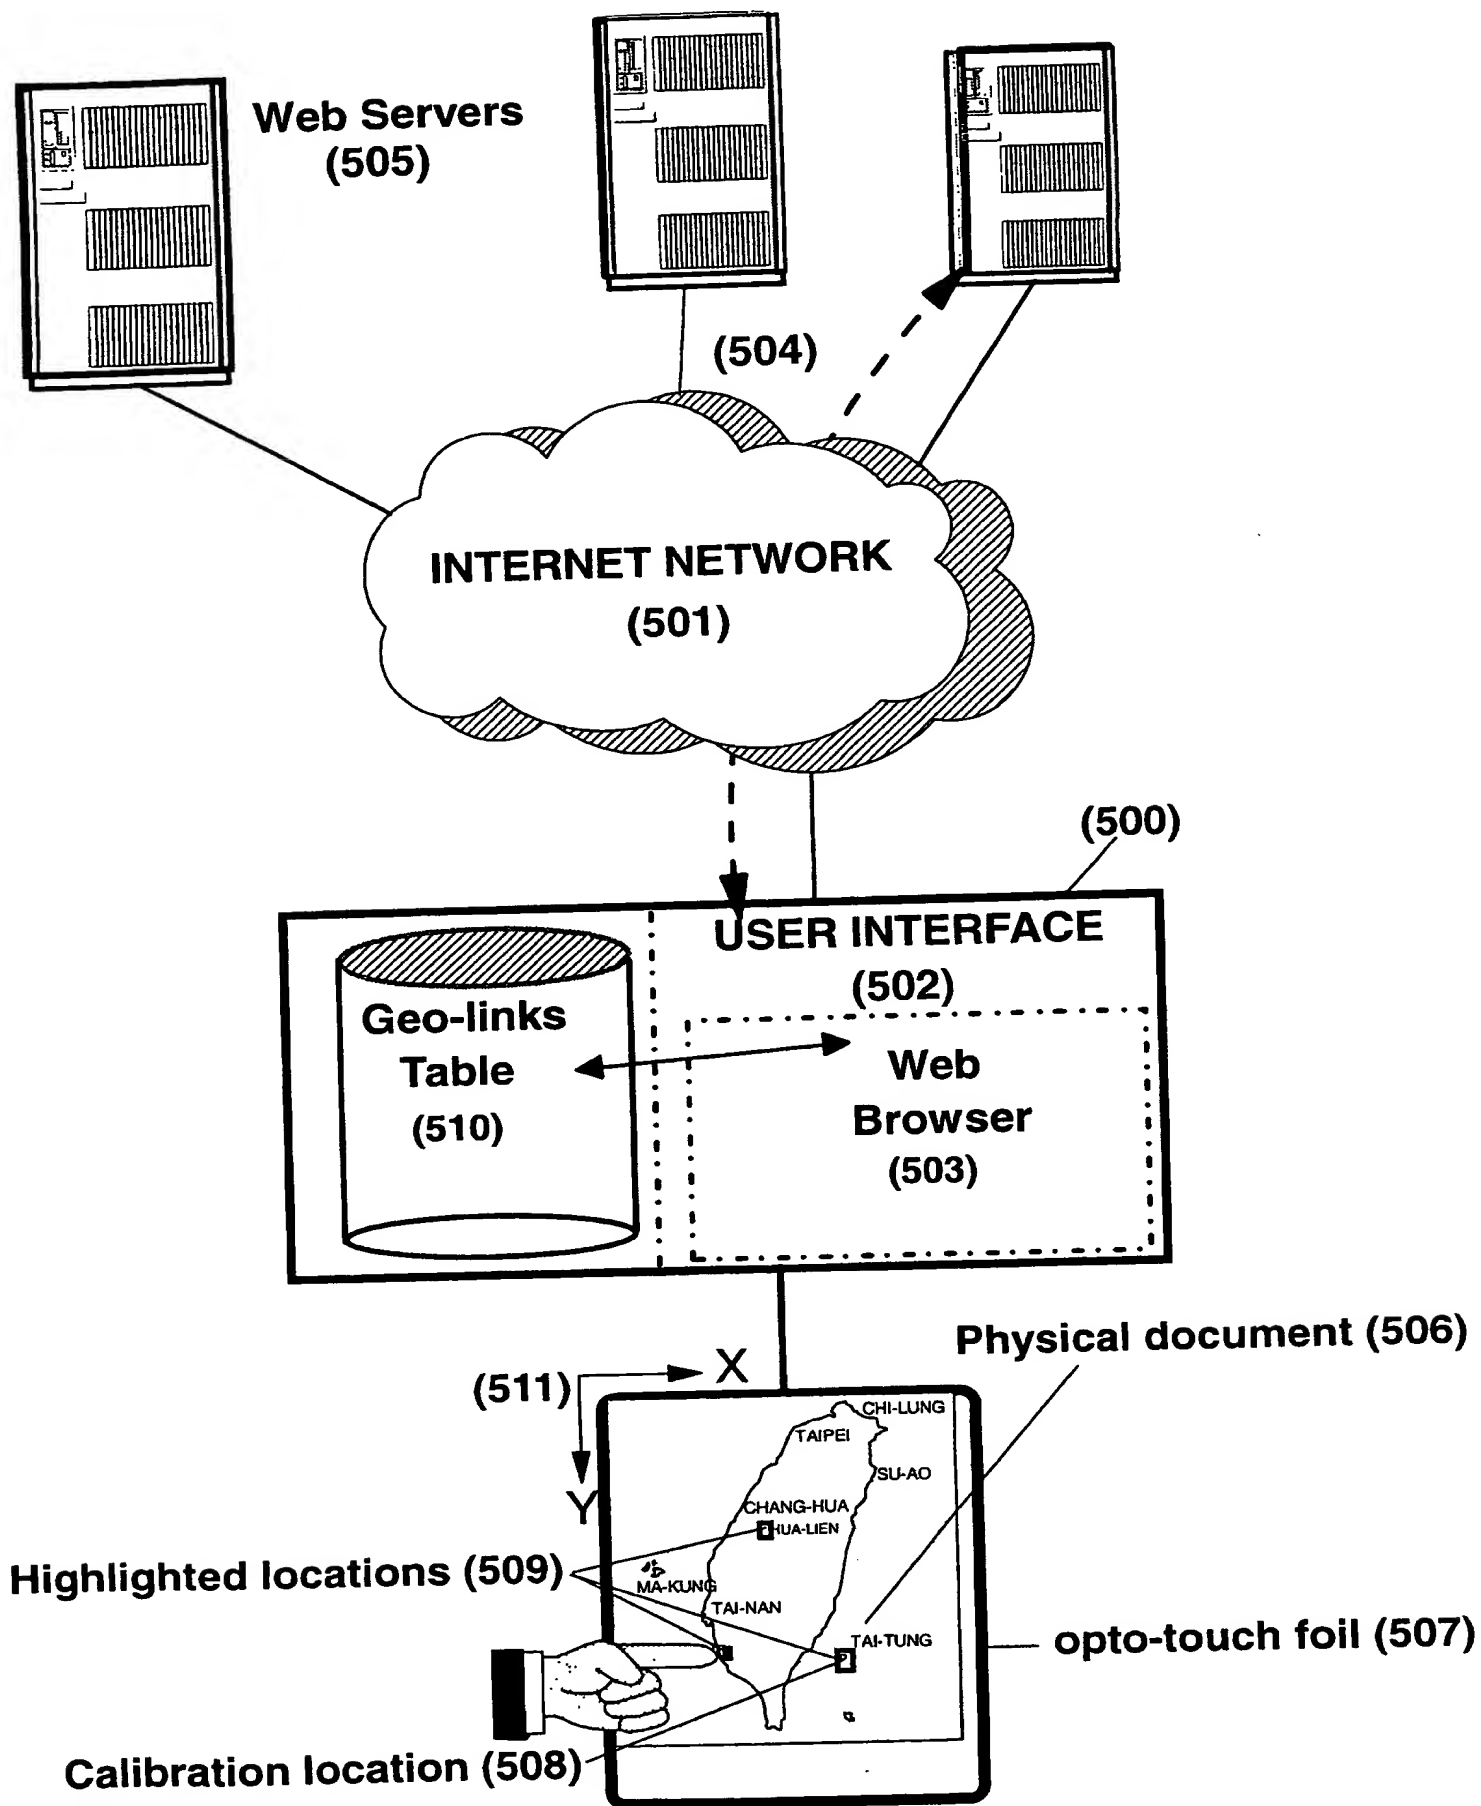 Web Servers
(505)
(504)
INTERNET NETWORK
(501)
(500)
USER INTERFACE
(502)
Geo-links
Table
(510)
Web
Browser
(503)
Physical document (506)
(511)
X
Y
CHI-LUNG
TAIPEI
SU-AO
CHANG-HUA
HUA-LIEN
Highlighted locations (509)
MA-KUNG
TAI-NAN
TAI-TUNG
opto-touch foil (507)
Calibration location (508)